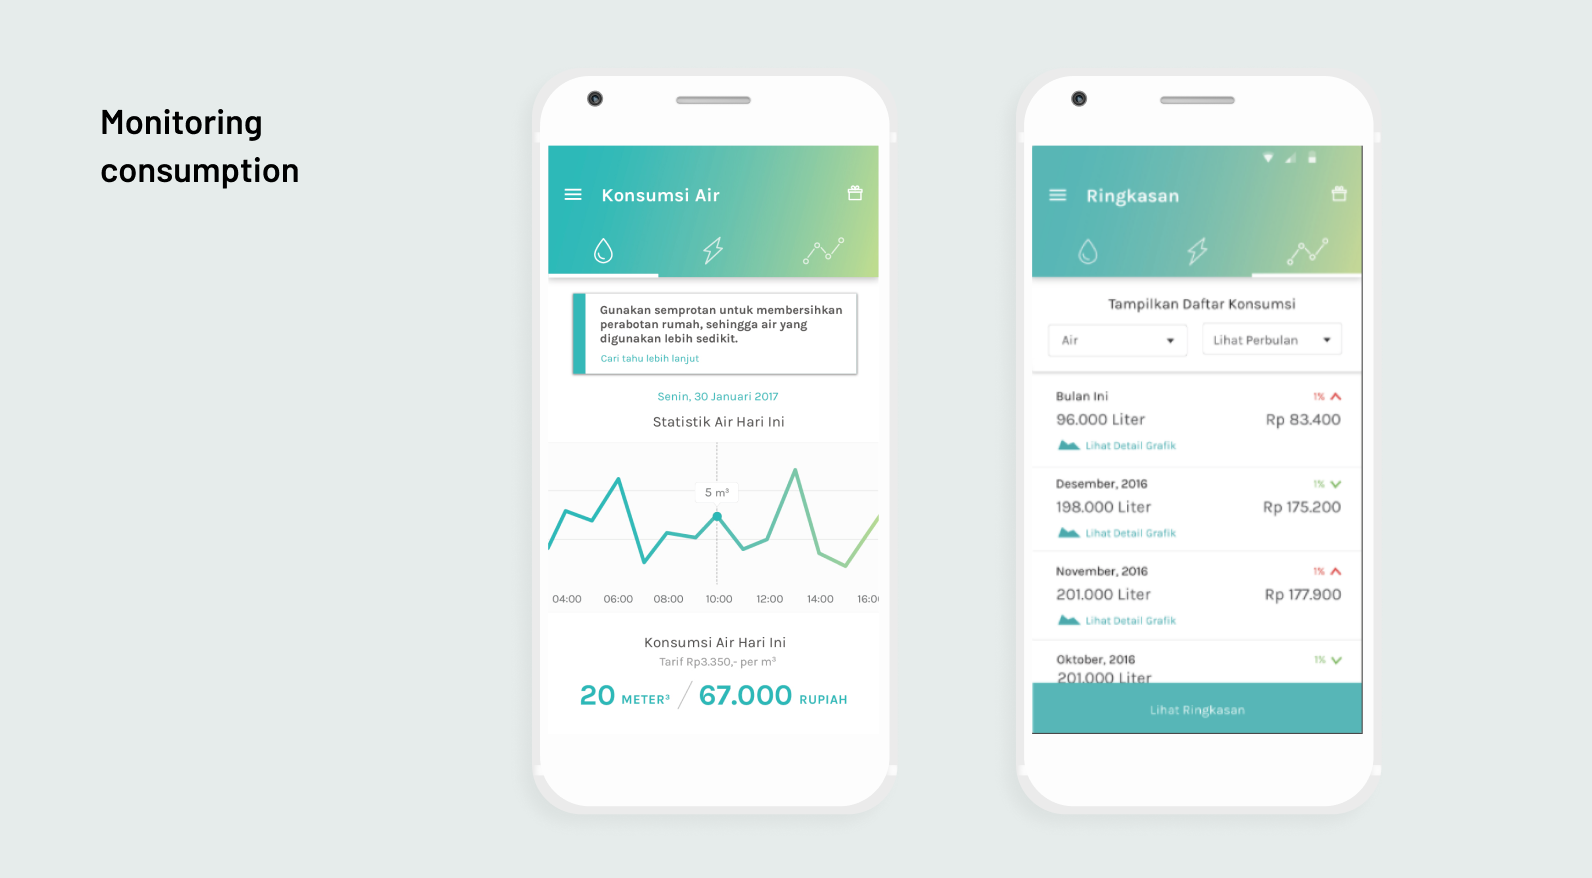 Monitoring
consumption
Konsumsi Air
Gunakan semprotan untuk membersihkan
perabotan rumah, sehingga air yang
digunakan lebih sedikit.
Cari tahu lebih lanjut
Senin, 30 Januari 2017
Statistik Air Hari Ini
5 m³
04:00 06:00 08:00 10:00 12:00 14:00 16:00
Konsumsi Air Hari Ini
Tarif Rp3.350,- per m³
20 METER³ / 67.000 RUPIAH
Ringkasan
Tampilkan Daftar Konsumsi
Air Lihat Perbulan
Bulan Ini 1%
96.000 Liter Rp 83.400
Lihat Detail Grafik
Desember, 2016 1%
198.000 Liter Rp 175.200
Lihat Detail Grafik
November, 2016 1%
201.000 Liter Rp 177.900
Lihat Detail Grafik
Oktober, 2016 1%
201.000 Liter
Lihat Ringkasan